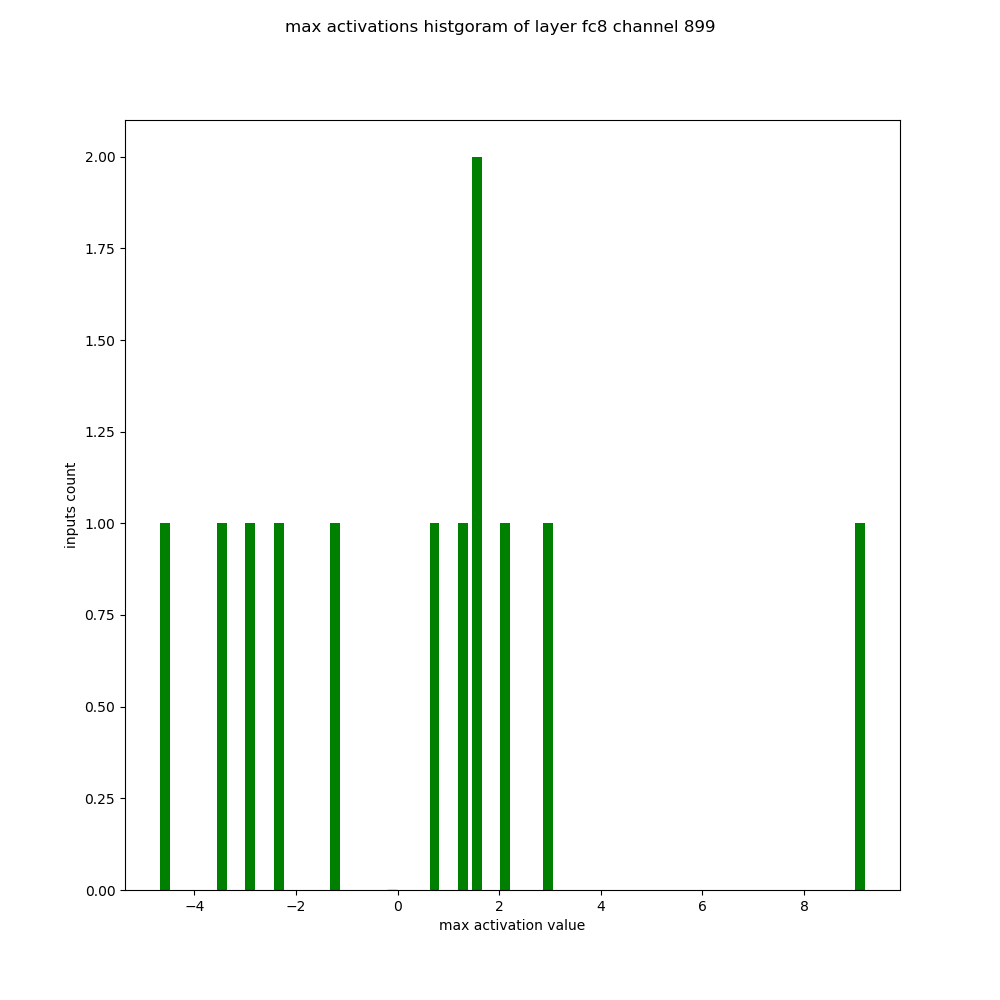 max activations histgoram of layer fc8 channel 899
2.00
1.75
1.50
1.25
1.00
0.75
0.50
0.25
0.00
inputs count
−4 −2 0 2 4 6 8
max activation value